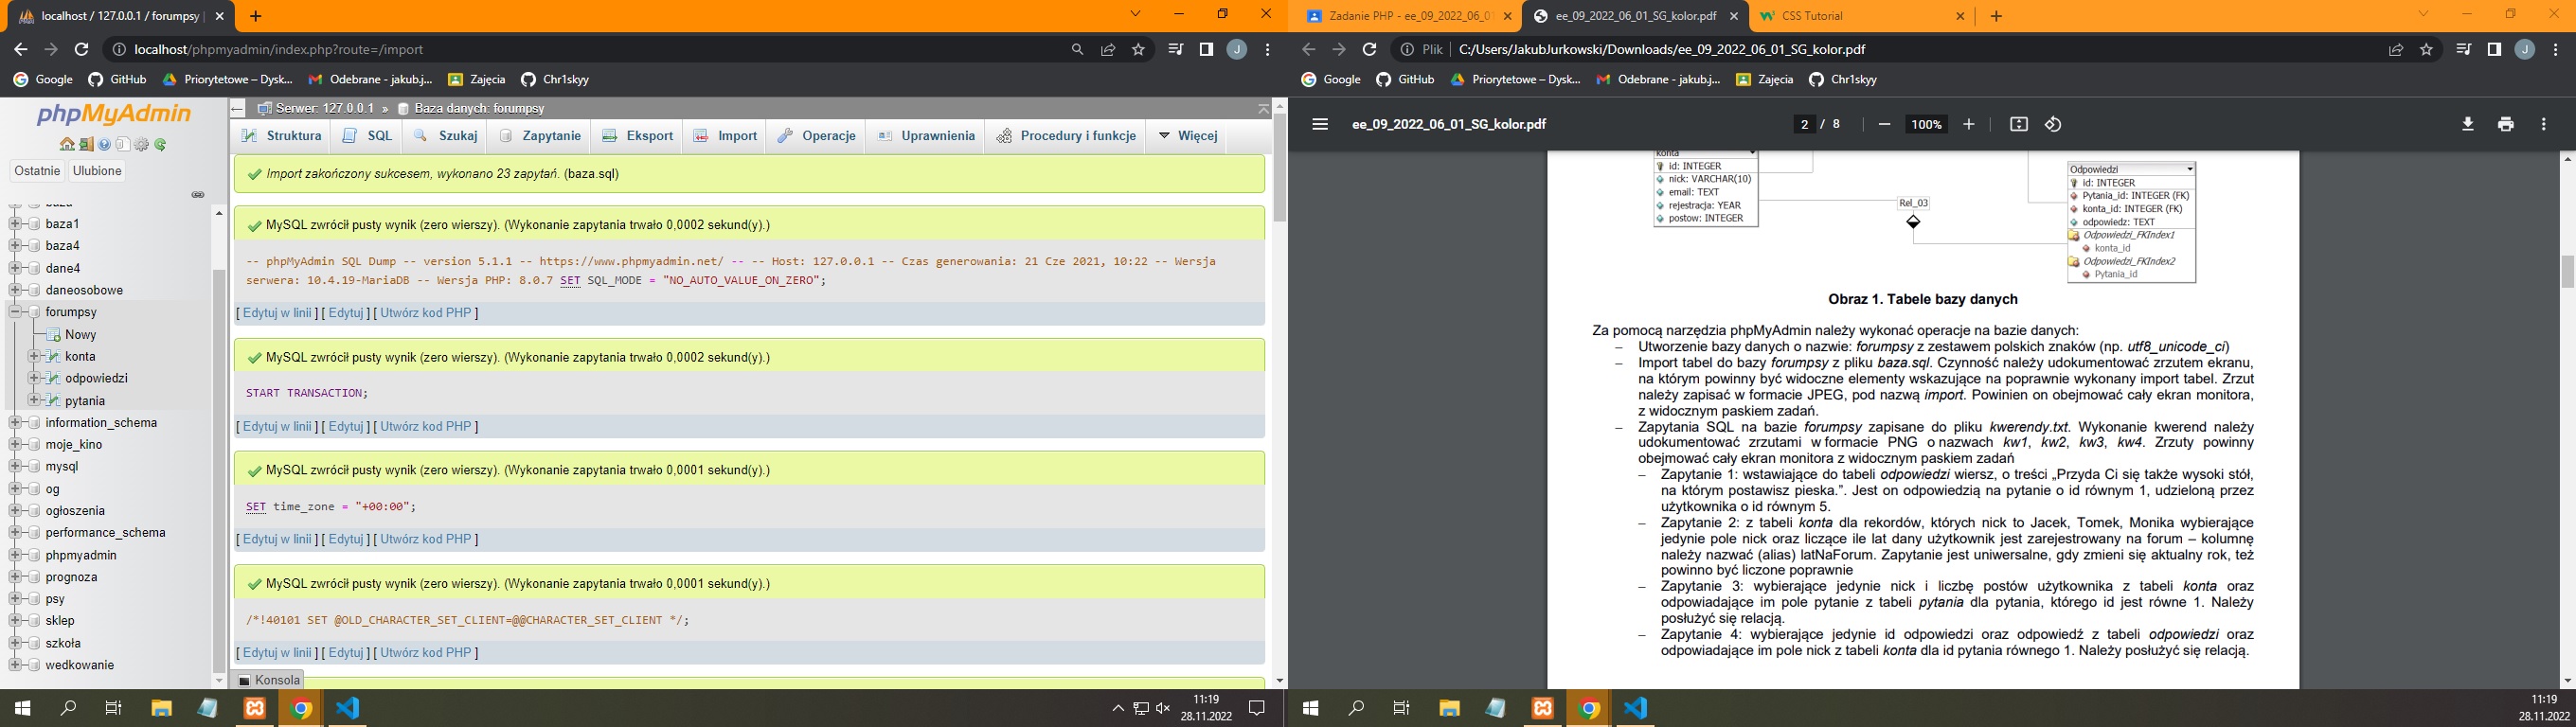 localhost / 127.0.0.1 / forumpsy |
localhost/phpmyadmin/index.php?route=/import
J
Google
GitHub
Priorytetowe – Dysk...
Odebrane - jakub.j...
Zajęcia
Chr1skyy
phpMyAdmin
Ostatnie
Ulubione
baza1
baza4
dane4
daneosobowe
forumpsy
Nowy
konta
odpowiedzi
pytania
information_schema
moje_kino
mysql
og
ogłoszenia
performance_schema
phpmyadmin
prognoza
psy
sklep
szkoła
wedkowanie
Serwer: 127.0.0.1 » Baza danych: forumpsy
Struktura
SQL
Szukaj
Zapytanie
Eksport
Import
Operacje
Uprawnienia
Procedury i funkcje
Więcej
Import zakończony sukcesem, wykonano 23 zapytań. (baza.sql)
MySQL zwrócił pusty wynik (zero wierszy). (Wykonanie zapytania trwało 0,0002 sekund(y).)
-- phpMyAdmin SQL Dump -- version 5.1.1 -- https://www.phpmyadmin.net/ -- -- Host: 127.0.0.1 -- Czas generowania: 21 Cze 2021, 10:22 -- Wersja
serwera: 10.4.19-MariaDB -- Wersja PHP: 8.0.7 SET SQL_MODE = "NO_AUTO_VALUE_ON_ZERO";
[ Edytuj w linii ] [ Edytuj ] [ Utwórz kod PHP ]
MySQL zwrócił pusty wynik (zero wierszy). (Wykonanie zapytania trwało 0,0002 sekund(y).)
START TRANSACTION;
[ Edytuj w linii ] [ Edytuj ] [ Utwórz kod PHP ]
MySQL zwrócił pusty wynik (zero wierszy). (Wykonanie zapytania trwało 0,0001 sekund(y).)
SET time_zone = "+00:00";
[ Edytuj w linii ] [ Edytuj ] [ Utwórz kod PHP ]
MySQL zwrócił pusty wynik (zero wierszy). (Wykonanie zapytania trwało 0,0001 sekund(y).)
/*!40101 SET @OLD_CHARACTER_SET_CLIENT=@@CHARACTER_SET_CLIENT */;
[ Edytuj w linii ] [ Edytuj ] [ Utwórz kod PHP ]
Konsola
11:19
28.11.2022
Zadanie PHP - ee_09_2022_06_01
ee_09_2022_06_01_SG_kolor.pdf
CSS Tutorial
Plik | C:/Users/JakubJurkowski/Downloads/ee_09_2022_06_01_SG_kolor.pdf
J
Google
GitHub
Priorytetowe – Dysk...
Odebrane - jakub.j...
Zajęcia
Chr1skyy
ee_09_2022_06_01_SG_kolor.pdf
2 / 8
100%
konta
id: INTEGER
nick: VARCHAR(10)
email: TEXT
rejestracja: YEAR
postow: INTEGER
Rel_03
Odpowiedzi
id: INTEGER
Pytania_id: INTEGER (FK)
konta_id: INTEGER (FK)
odpowiedz: TEXT
Odpowiedzi_FKIndex1
konta_id
Odpowiedzi_FKIndex2
Pytania_id
Obraz 1. Tabele bazy danych
Za pomocą narzędzia phpMyAdmin należy wykonać operacje na bazie danych:
– Utworzenie bazy danych o nazwie: forumpsy z zestawem polskich znaków (np. utf8_unicode_ci)
– Import tabel do bazy forumpsy z pliku baza.sql. Czynność należy udokumentować zrzutem ekranu,
na którym powinny być widoczne elementy wskazujące na poprawnie wykonany import tabel. Zrzut
należy zapisać w formacie JPEG, pod nazwą import. Powinien on obejmować cały ekran monitora,
z widocznym paskiem zadań.
– Zapytania SQL na bazie forumpsy zapisane do pliku kwerendy.txt. Wykonanie kwerend należy
udokumentować zrzutami w formacie PNG o nazwach kw1, kw2, kw3, kw4. Zrzuty powinny
obejmować cały ekran monitora z widocznym paskiem zadań
– Zapytanie 1: wstawiające do tabeli odpowiedzi wiersz, o treści „Przyda Ci się także wysoki stół,
na którym postawisz pieska.”. Jest on odpowiedzią na pytanie o id równym 1, udzieloną przez
użytkownika o id równym 5.
– Zapytanie 2: z tabeli konta dla rekordów, których nick to Jacek, Tomek, Monika wybierające
jedynie pole nick oraz liczące ile lat dany użytkownik jest zarejestrowany na forum – kolumnę
należy nazwać (alias) latNaForum. Zapytanie jest uniwersalne, gdy zmieni się aktualny rok, też
powinno być liczone poprawnie
– Zapytanie 3: wybierające jedynie nick i liczbę postów użytkownika z tabeli konta oraz
odpowiadające im pole pytanie z tabeli pytania dla pytania, którego id jest równe 1. Należy
posłużyć się relacją.
– Zapytanie 4: wybierające jedynie id odpowiedzi oraz odpowiedź z tabeli odpowiedzi oraz
odpowiadające im pole nick z tabeli konta dla id pytania równego 1. Należy posłużyć się relacją.
11:19
28.11.2022